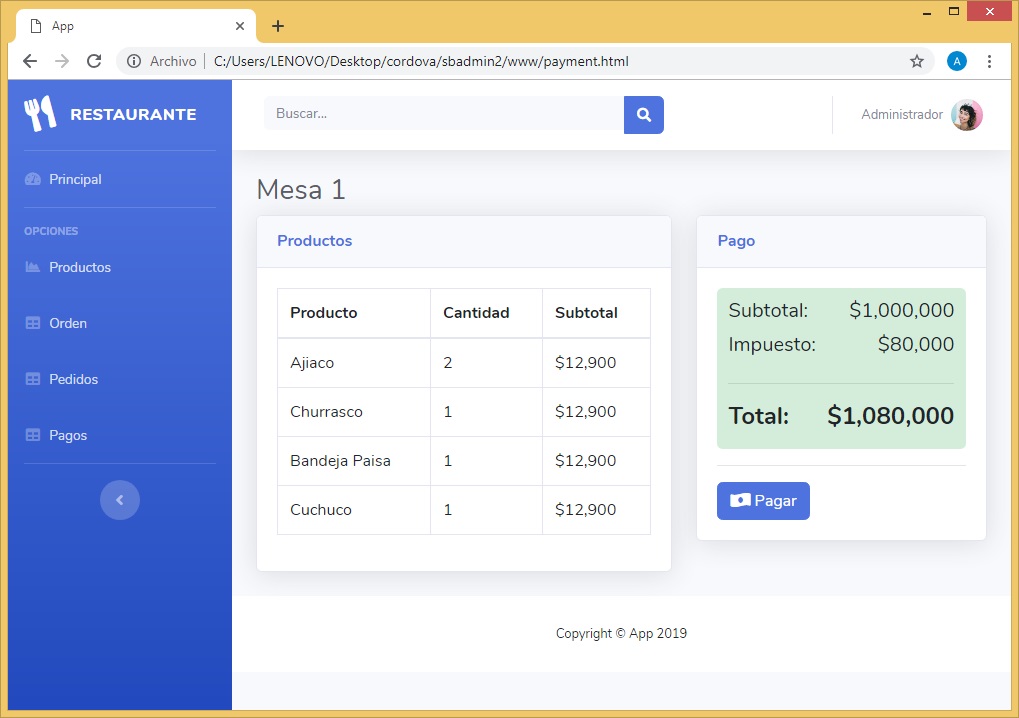 App
Archivo
C:/Users/LENOVO/Desktop/cordova/sbadmin2/www/payment.html
A
RESTAURANTE
Buscar...
Administrador
Principal
OPCIONES
Productos
Orden
Pedidos
Pagos
Mesa 1
Productos
Producto Cantidad Subtotal
Ajiaco 2 $12,900
Churrasco 1 $12,900
Bandeja Paisa 1 $12,900
Cuchuco 1 $12,900
Pago
Subtotal: $1,000,000
Impuesto: $80,000
Total: $1,080,000
Pagar
Copyright © App 2019